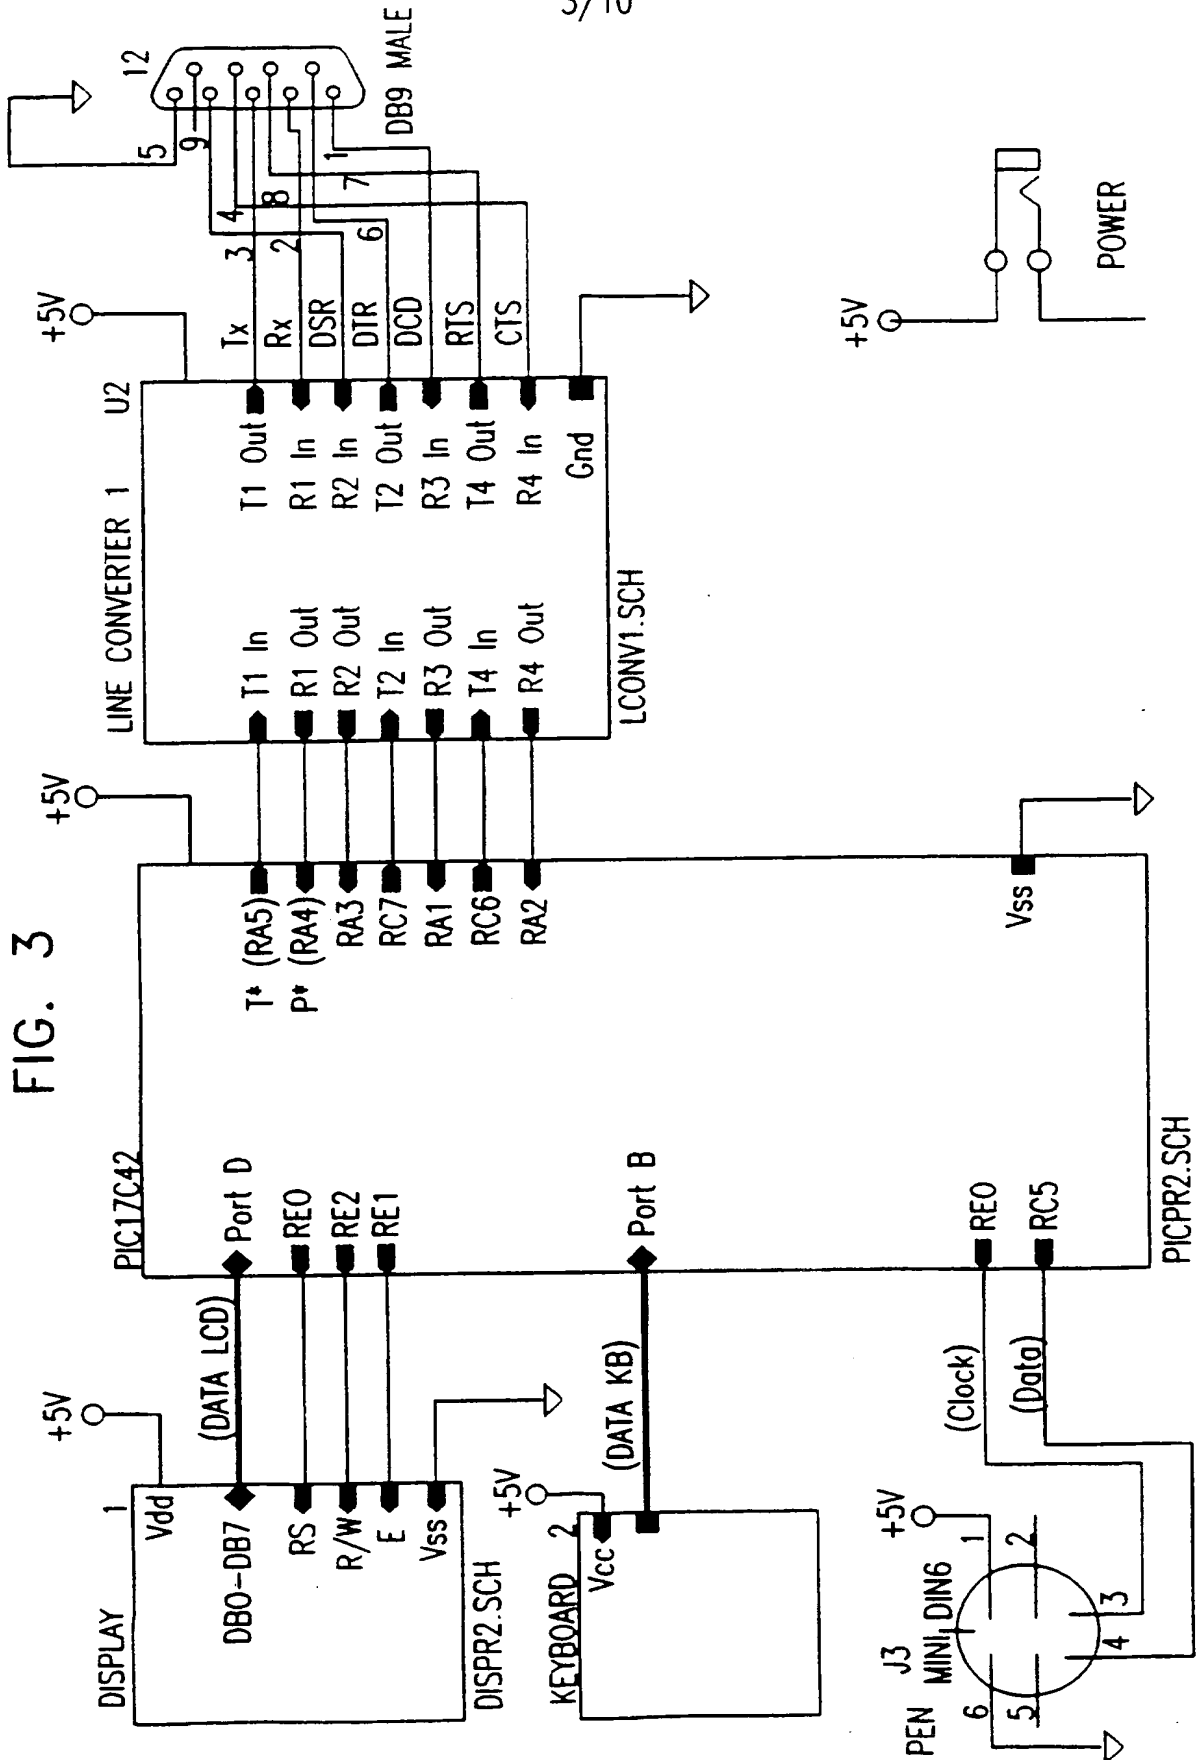 3/10
FIG. 3
DISPLAY
1
+5V
Vdd
DB0-DB7
RS
R/W
E
Vss
DISPR2.SCH
(DATA LCD)
KEYBOARD
2
+5V
Vcc
(DATA KB)
PEN
J3
MINI DIN6
+5V
1
2
3
4
5
6
(Clock)
(Data)
PIC17C42
+5V
Port D
RE0
RE2
RE1
Port B
RE0
RC5
T* (RA5)
P* (RA4)
RA3
RC7
RA1
RC6
RA2
Vss
PICPR2.SCH
LINE CONVERTER 1
U2
+5V
T1 In
R1 Out
R2 Out
T2 In
R3 Out
T4 In
R4 Out
T1 Out
R1 In
R2 In
T2 Out
R3 In
T4 Out
R4 In
Gnd
LCONV1.SCH
Tx
Rx
DSR
DTR
DCD
RTS
CTS
3
2
4
8
6
7
1
5
9
12
DB9 MALE
+5V
POWER